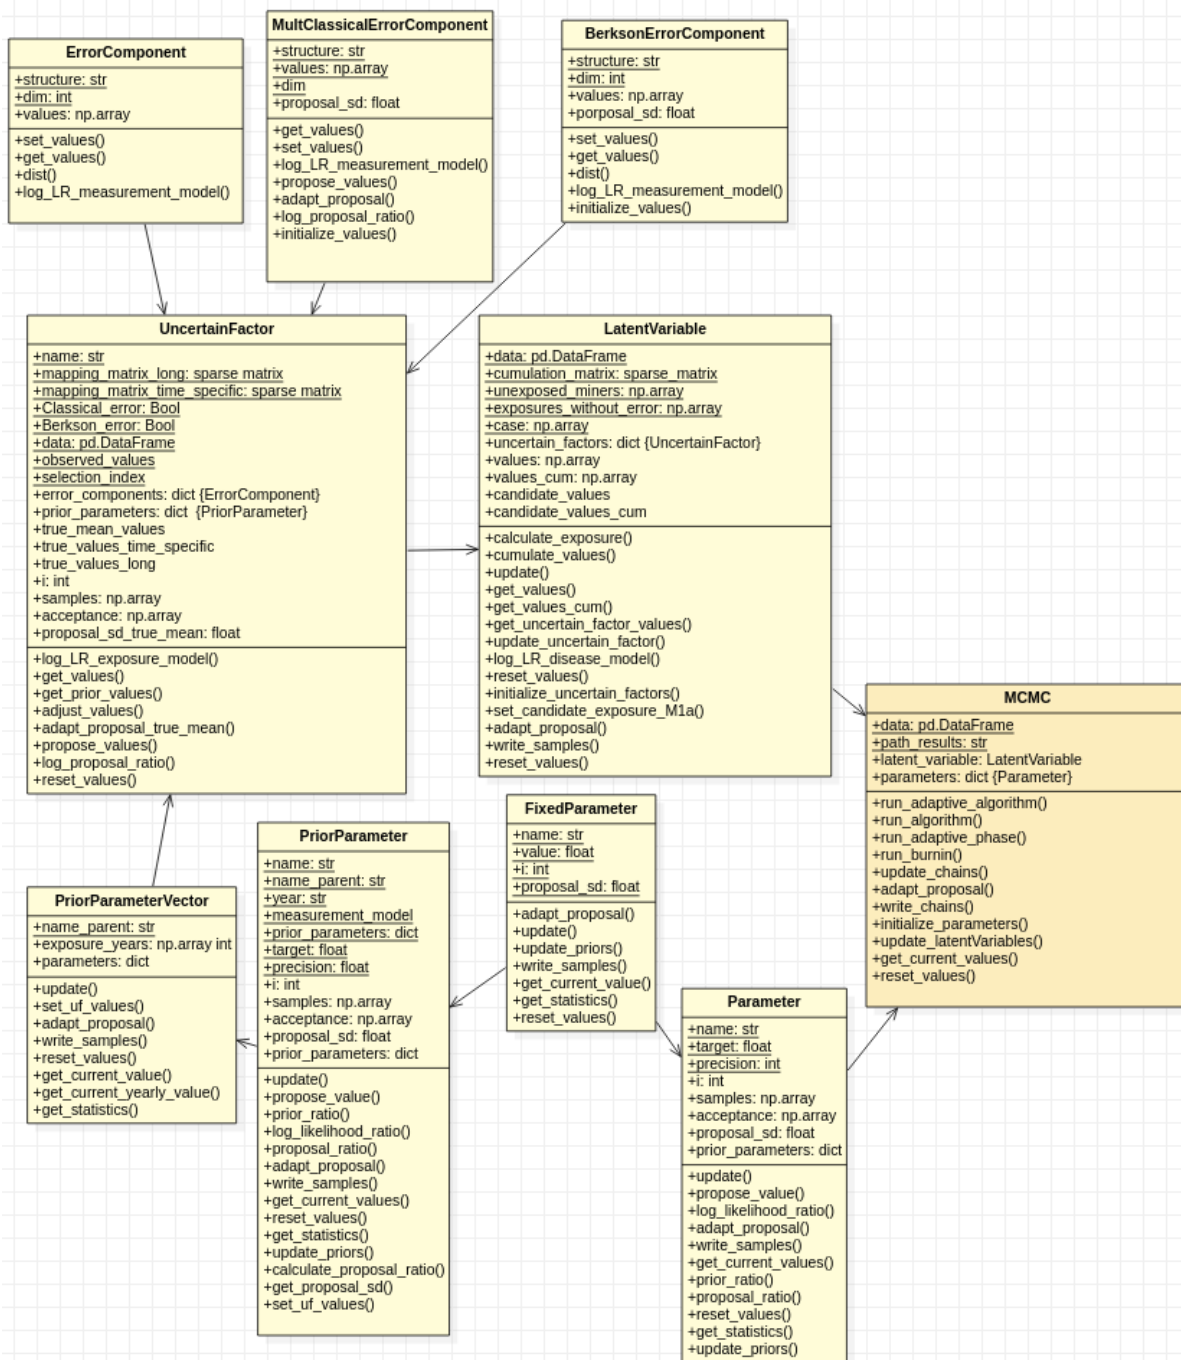 ErrorComponent
+structure: str
+dim: int
+values: np.array
+set_values()
+get_values()
+dist()
+log_LR_measurement_model()
MultClassicalErrorComponent
+structure: str
+values: np.array
+dim
+proposal_sd: float
+get_values()
+set_values()
+log_LR_measurement_model()
+propose_values()
+adapt_proposal()
+log_proposal_ratio()
+initialize_values()
BerksonErrorComponent
+structure: str
+dim: int
+values: np.array
+porposal_sd: float
+set_values()
+get_values()
+dist()
+log_LR_measurement_model()
+initialize_values()
UncertainFactor
+name: str
+mapping_matrix_long: sparse matrix
+mapping_matrix_time_specific: sparse matrix
+Classical_error: Bool
+Berkson_error: Bool
+data: pd.DataFrame
+observed_values
+selection_index
+error_components: dict {ErrorComponent}
+prior_parameters: dict {PriorParameter}
+true_mean_values
+true_values_time_specific
+true_values_long
+i: int
+samples: np.array
+acceptance: np.array
+proposal_sd_true_mean: float
+log_LR_exposure_model()
+get_values()
+get_prior_values()
+adjust_values()
+adapt_proposal_true_mean()
+propose_values()
+log_proposal_ratio()
+reset_values()
LatentVariable
+data: pd.DataFrame
+cumulation_matrix: sparse_matrix
+unexposed_miners: np.array
+exposures_without_error: np.array
+case: np.array
+uncertain_factors: dict {UncertainFactor}
+values: np.array
+values_cum: np.array
+candidate_values
+candidate_values_cum
+calculate_exposure()
+cumulate_values()
+update()
+get_values()
+get_values_cum()
+get_uncertain_factor_values()
+update_uncertain_factor()
+log_LR_disease_model()
+reset_values()
+initialize_uncertain_factors()
+set_candidate_exposure_M1a()
+adapt_proposal()
+write_samples()
+reset_values()
MCMC
+data: pd.DataFrame
+path_results: str
+latent_variable: LatentVariable
+parameters: dict {Parameter}
+run_adaptive_algorithm()
+run_algorithm()
+run_adaptive_phase()
+run_burnin()
+update_chains()
+adapt_proposal()
+write_chains()
+initialize_parameters()
+update_latentVariables()
+get_current_values()
+reset_values()
PriorParameterVector
+name_parent: str
+exposure_years: np.array int
+parameters: dict
+update()
+set_uf_values()
+adapt_proposal()
+write_samples()
+reset_values()
+get_current_value()
+get_current_yearly_value()
+get_statistics()
PriorParameter
+name: str
+name_parent: str
+year: str
+measurement_model
+prior_parameters: dict
+target: float
+precision: float
+i: int
+samples: np.array
+acceptance: np.array
+proposal_sd: float
+prior_parameters: dict
+update()
+propose_value()
+prior_ratio()
+log_likelihood_ratio()
+proposal_ratio()
+adapt_proposal()
+write_samples()
+get_current_values()
+reset_values()
+get_statistics()
+update_priors()
+calculate_proposal_ratio()
+get_proposal_sd()
+set_uf_values()
FixedParameter
+name: str
+value: float
+i: int
+proposal_sd: float
+adapt_proposal()
+update()
+update_priors()
+write_samples()
+get_current_value()
+get_statistics()
+reset_values()
Parameter
+name: str
+target: float
+precision: int
+i: int
+samples: np.array
+acceptance: np.array
+proposal_sd: float
+prior_parameters: dict
+update()
+propose_value()
+log_likelihood_ratio()
+adapt_proposal()
+write_samples()
+get_current_values()
+prior_ratio()
+proposal_ratio()
+reset_values()
+get_statistics()
+update_priors()